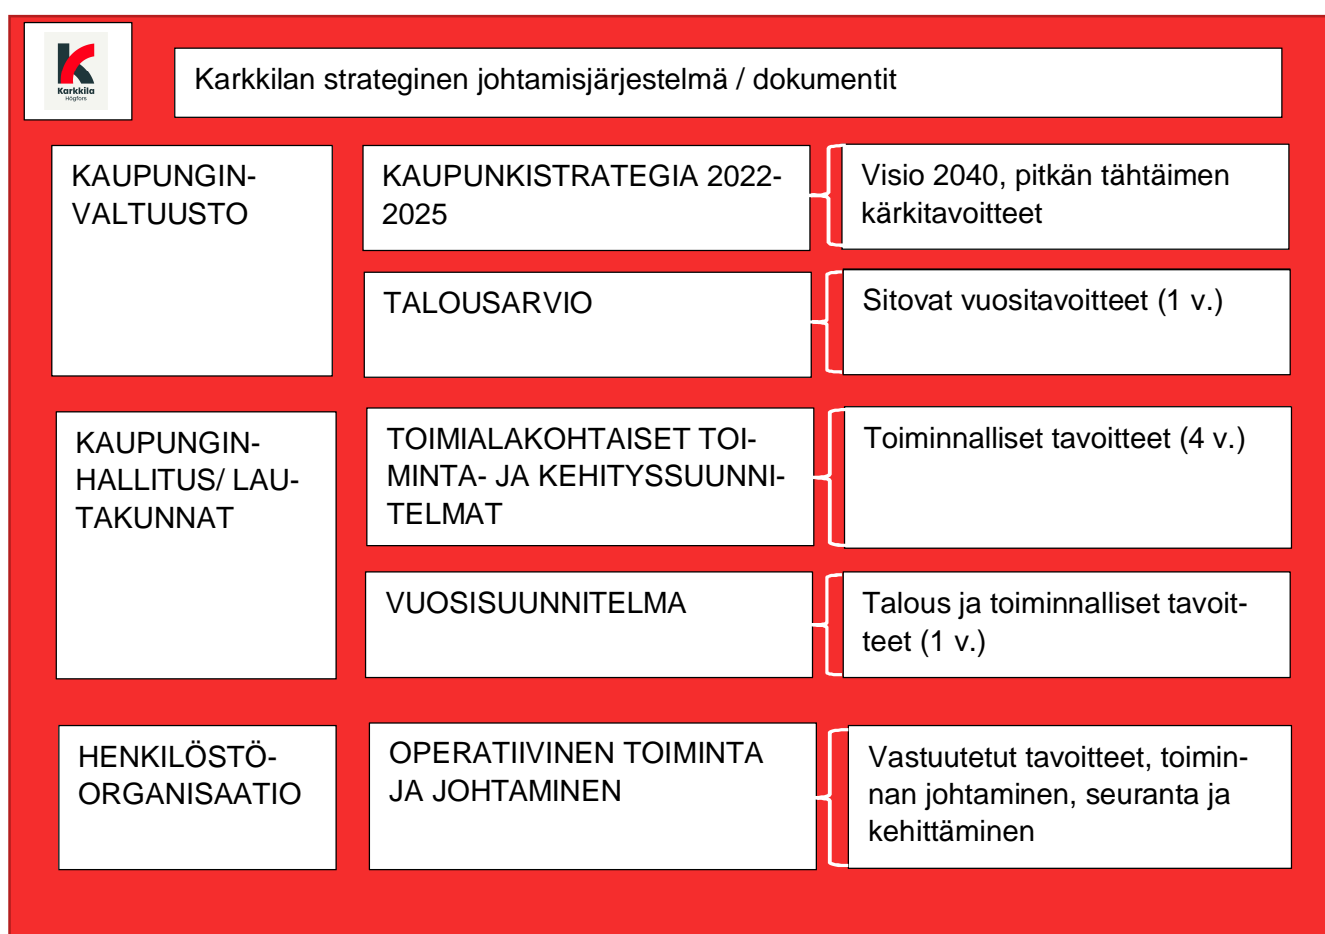 Karkkila
Högfors
Karkkilan strateginen johtamisjärjestelmä / dokumentit
KAUPUNGIN-
VALTUUSTO
KAUPUNKISTRATEGIA 2022-
2025
Visio 2040, pitkän tähtäimen
kärkitavoitteet
TALOUSARVIO
Sitovat vuositavoitteet (1 v.)
KAUPUNGIN-
HALLITUS/ LAU-
TAKUNNAT
TOIMIALAKOHTAISET TOI-
MINTA- JA KEHITYSSUUNNI-
TELMAT
Toiminnalliset tavoitteet (4 v.)
VUOSISUUNNITELMA
Talous ja toiminnalliset tavoit-
teet (1 v.)
HENKILÖSTÖ-
ORGANISAATIO
OPERATIIVINEN TOIMINTA
JA JOHTAMINEN
Vastuutetut tavoitteet, toimin-
nan johtaminen, seuranta ja
kehittäminen